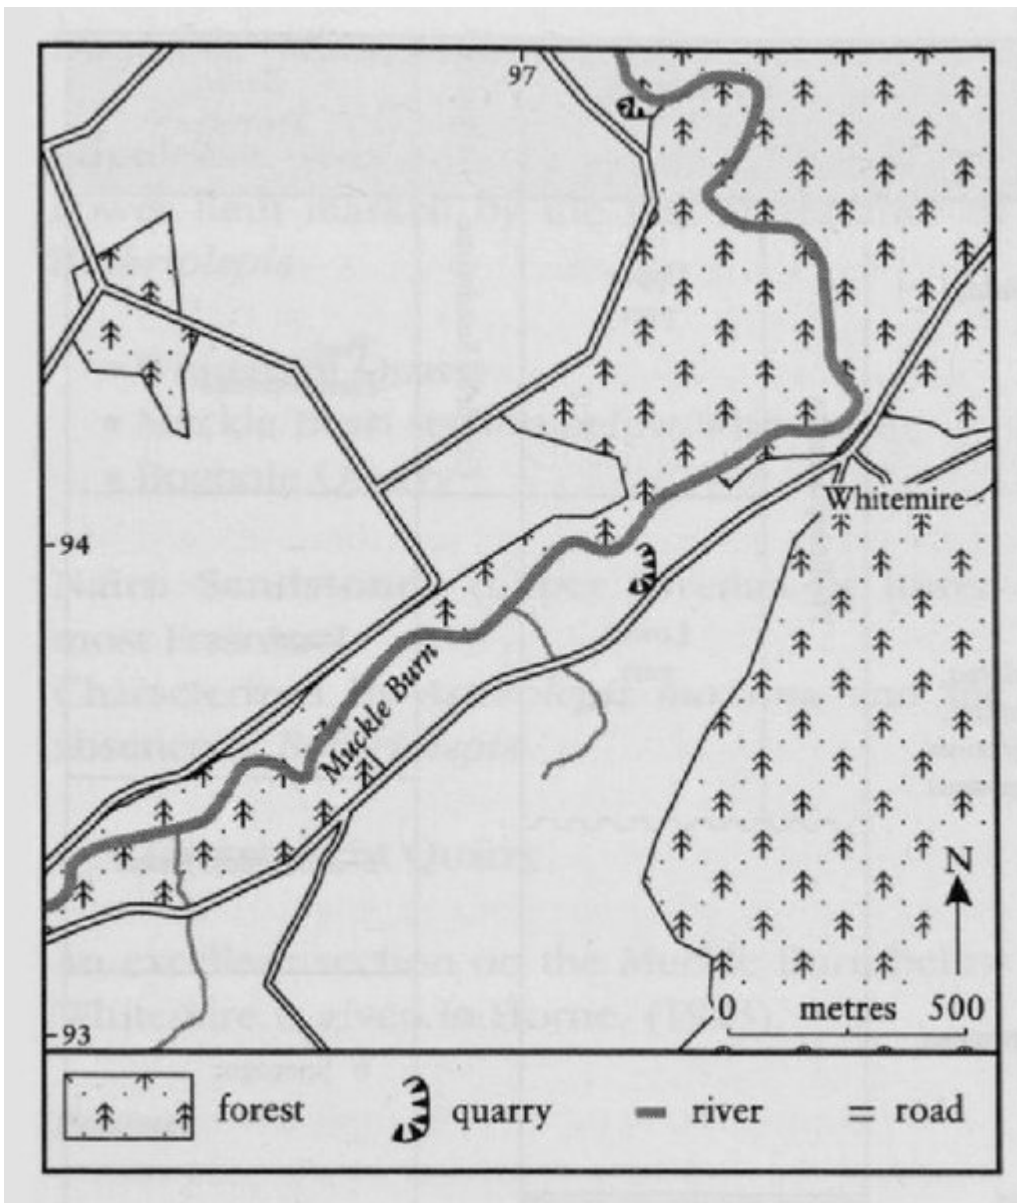 97
Whitemire
94
Muckle Burn
N
0 metres 500
93
forest
quarry
river
road